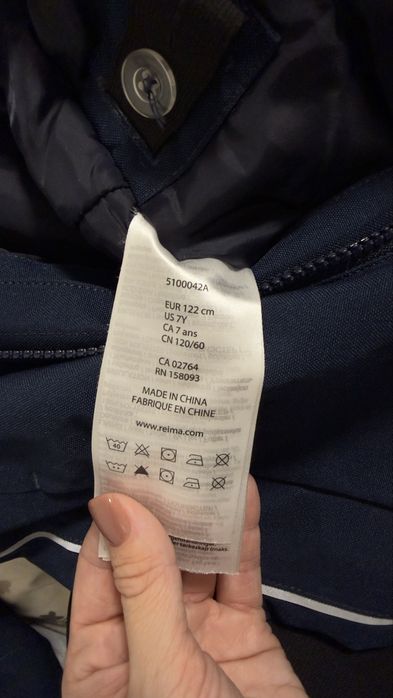 5100042A
EUR 122 cm
US 7Y
CA 7 ans
CN 120/60
CA 02764
RN 158093
MADE IN CHINA
FABRIQUE EN CHINE
www.reima.com
40